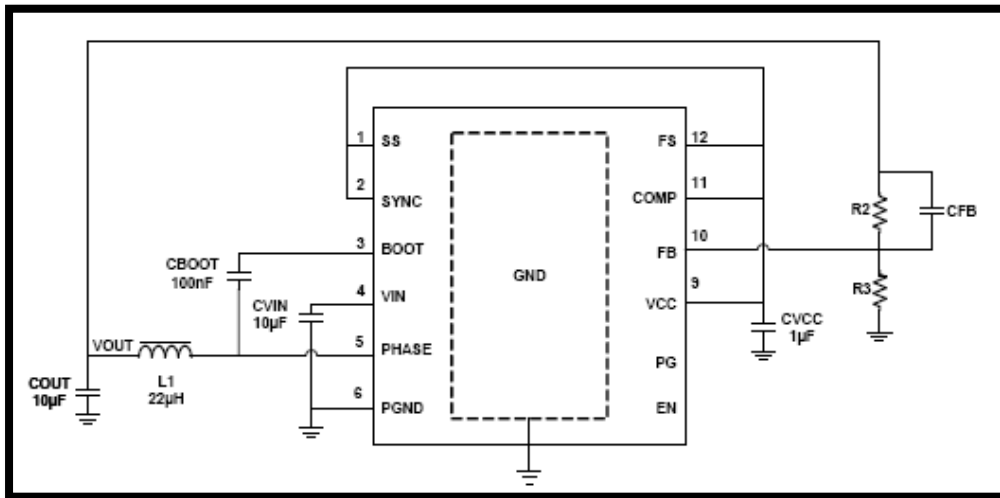 1
SS
2
SYNC
3
BOOT
CBOOT
100nF
4
VIN
CVIN
10µF
5
PHASE
VOUT
L1
22µH
COUT
10µF
6
PGND
GND
FS
12
COMP
11
FB
10
VCC
9
PG
EN
R2
CFB
R3
CVCC
1µF